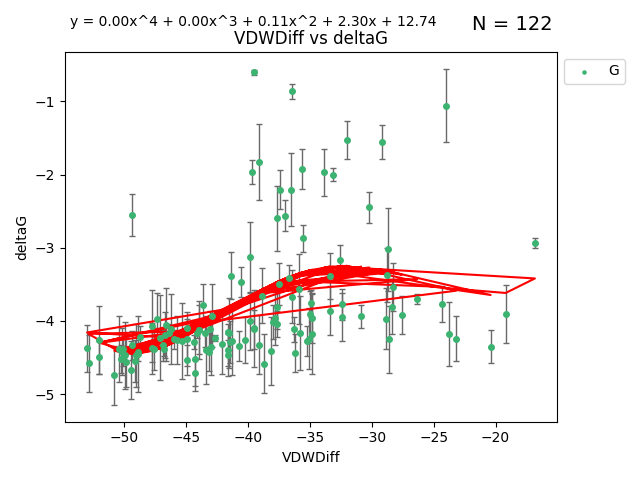 y = 0.00x^4 + 0.00x^3 + 0.11x^2 + 2.30x + 12.74
N = 122
VDWDiff vs deltaG
G
−1
−2
−3
−4
−5
deltaG
−50 −45 −40 −35 −30 −25 −20
VDWDiff